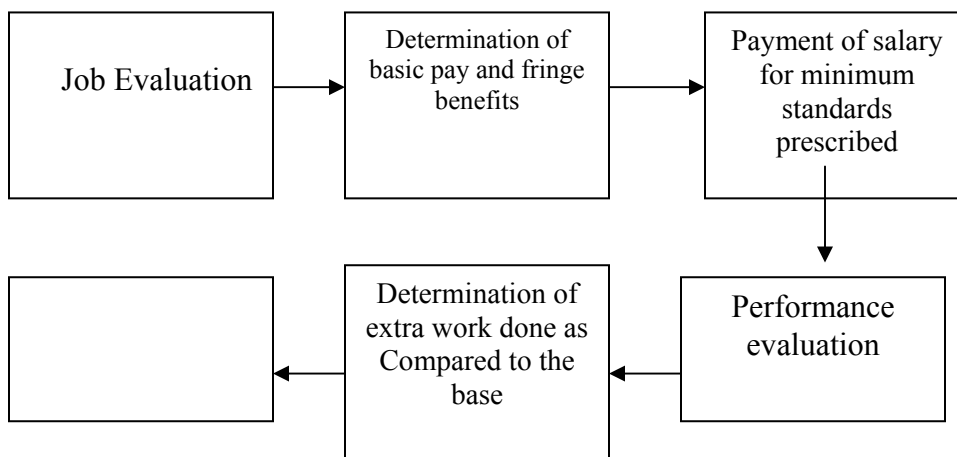 Job Evaluation
Determination of
basic pay and fringe
benefits
Payment of salary
for minimum
standards
prescribed
Performance
evaluation
Determination of
extra work done as
Compared to the
base